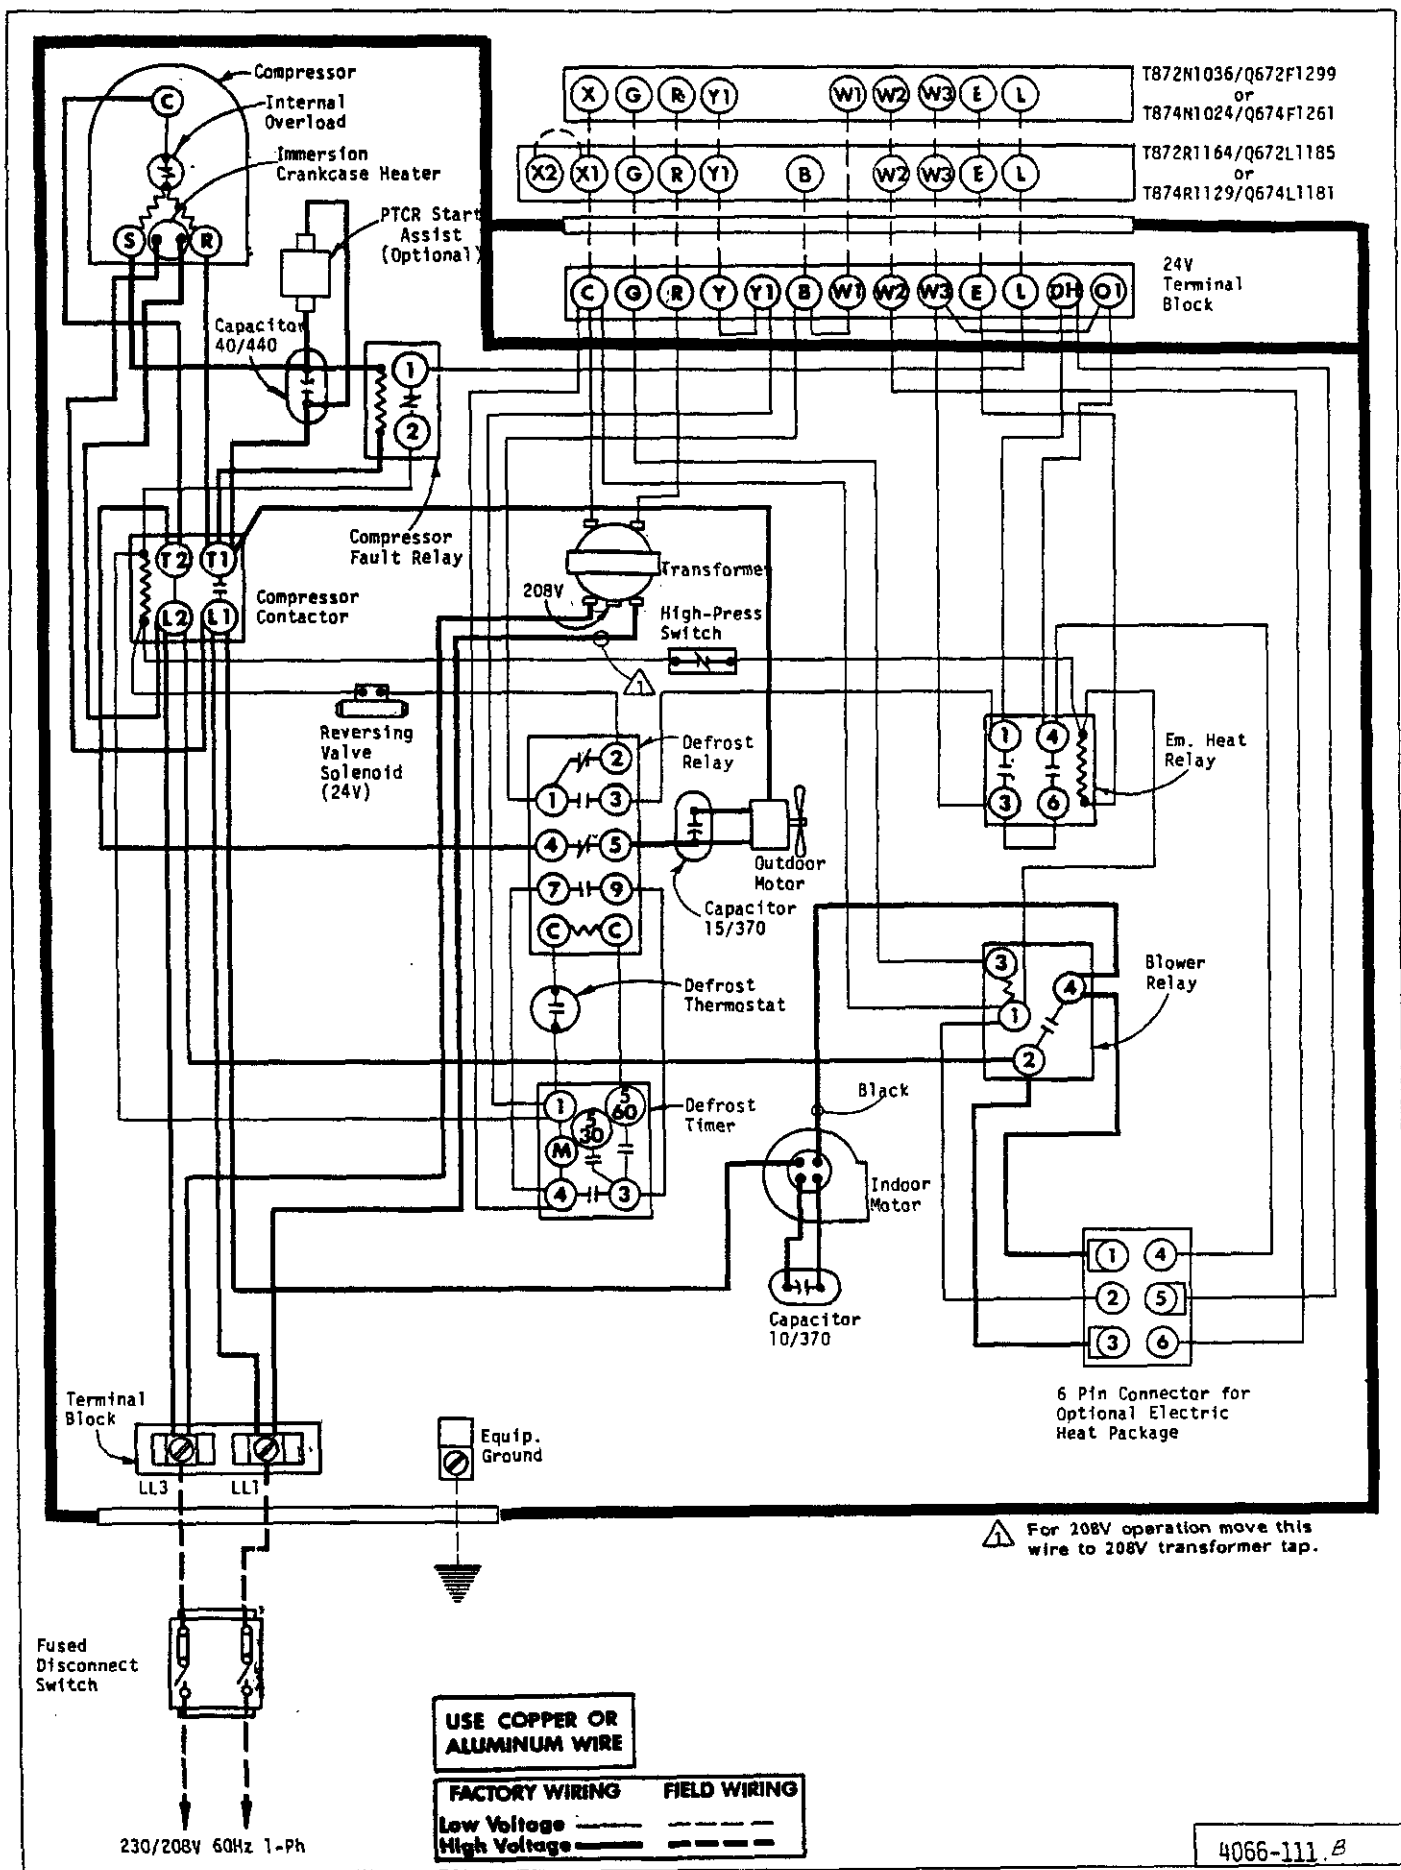 Compressor
C
Internal
Overload
Immersion
Crankcase Heater
S
R
PTCR Start
Assist
(Optional)
X G R Y1 W1 W2 W3 E L
T872N1036/Q672F1299
or
T874N1024/Q674F1261
X2 X1 G R Y1 B W2 W3 E L
T872R1164/Q672L1185
or
T874R1129/Q674L1181
C G R Y Y1 B W1 W2 W3 E L DH O1
24V
Terminal
Block
Capacitor
40/440
1
2
Compressor
Fault Relay
T2 T1
L2 L1
Compressor
Contactor
Transformer
208V
High-Press
Switch
1
Reversing
Valve
Solenoid
(24V)
2
1 3
4 5
7 9
C C
Defrost
Relay
Outdoor
Motor
Capacitor
15/370
1 4
3 6
Em. Heat
Relay
Defrost
Thermostat
3
4
1
2
Blower
Relay
1
5
60
5
30
M
4 3
Defrost
Timer
Black
Indoor
Motor
Capacitor
10/370
1 4
2 5
3 6
6 Pin Connector for
Optional Electric
Heat Package
Terminal
Block
LL3 LL1
Equip.
Ground
1 For 208V operation move this
wire to 208V transformer tap.
Fused
Disconnect
Switch
230/208V 60Hz 1-Ph
USE COPPER OR
ALUMINUM WIRE
FACTORY WIRING FIELD WIRING
Low Voltage
High Voltage
4066-111.B